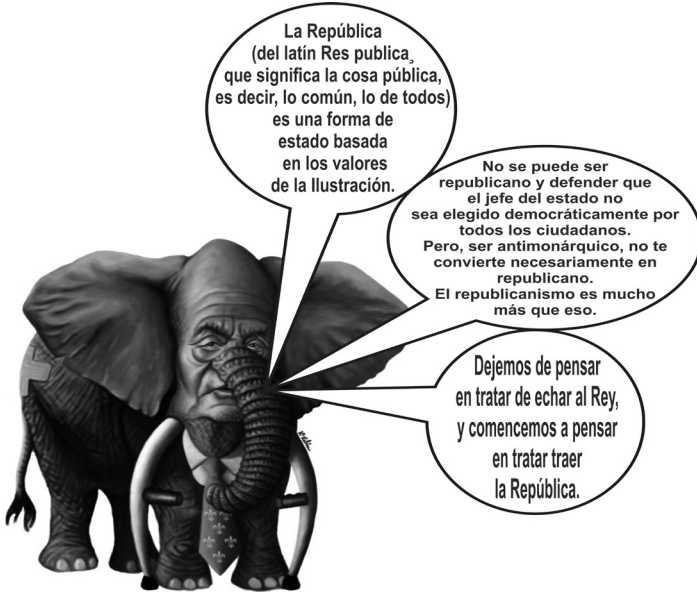 La República
(del latín Res publica,
que significa la cosa pública,
es decir, lo común, lo de todos)
es una forma de
estado basada
en los valores
de la Ilustración.
No se puede ser
republicano y defender que
el jefe del estado no
sea elegido democráticamente por
todos los ciudadanos.
Pero, ser antimonárquico, no te
convierte necesariamente en
republicano.
El republicanismo es mucho
más que eso.
Dejemos de pensar
en tratar de echar al Rey,
y comencemos a pensar
en tratar traer
la República.